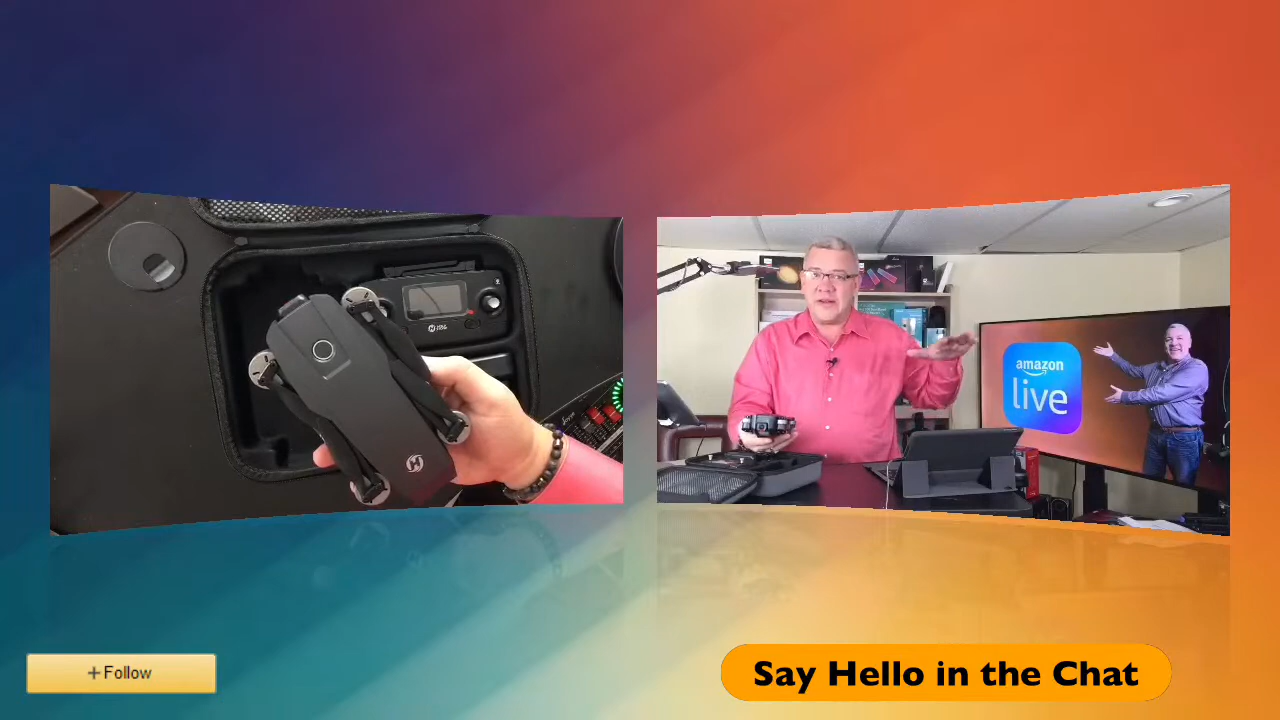 amazon
live
+Follow
Say Hello in the Chat